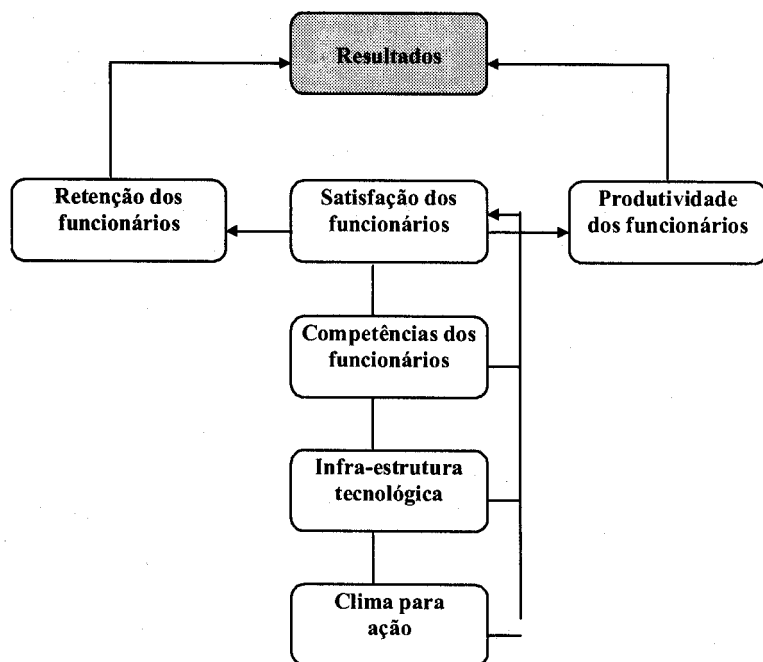 Resultados
Retenção dos
funcionários
Satisfação dos
funcionários
Produtividade
dos funcionários
Competências dos
funcionários
Infra-estrutura
tecnológica
Clima para
ação